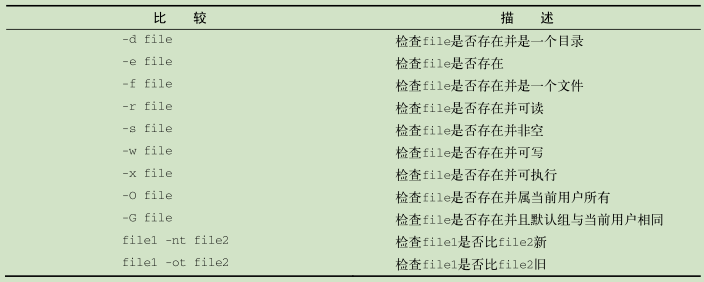 比 较 描 述
-d file 检查file是否存在并是一个目录
-e file 检查file是否存在
-f file 检查file是否存在并是一个文件
-r file 检查file是否存在并可读
-s file 检查file是否存在并非空
-w file 检查file是否存在并可写
-x file 检查file是否存在并可执行
-O file 检查file是否存在并属当前用户所有
-G file 检查file是否存在并且默认组与当前用户相同
file1 -nt file2 检查file1是否比file2新
file1 -ot file2 检查file1是否比file2旧